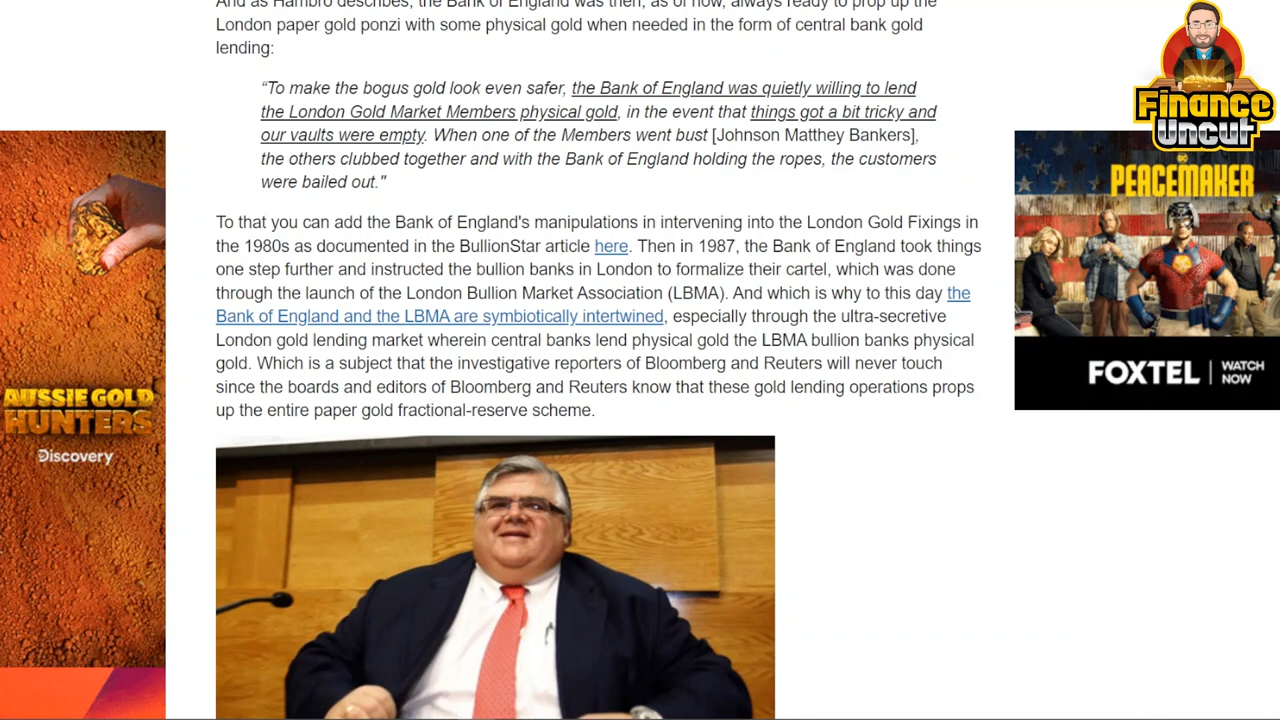 And as Hambro describes, the Bank of England was then, as of now, always ready to prop up the
London paper gold ponzi with some physical gold when needed in the form of central bank gold
lending:
“To make the bogus gold look even safer, the Bank of England was quietly willing to lend
the London Gold Market Members physical gold, in the event that things got a bit tricky and
our vaults were empty. When one of the Members went bust [Johnson Matthey Bankers],
the others clubbed together and with the Bank of England holding the ropes, the customers
were bailed out."
To that you can add the Bank of England's manipulations in intervening into the London Gold Fixings in
the 1980s as documented in the BullionStar article here. Then in 1987, the Bank of England took things
one step further and instructed the bullion banks in London to formalize their cartel, which was done
through the launch of the London Bullion Market Association (LBMA). And which is why to this day the
Bank of England and the LBMA are symbiotically intertwined, especially through the ultra-secretive
London gold lending market wherein central banks lend physical gold the LBMA bullion banks physical
gold. Which is a subject that the investigative reporters of Bloomberg and Reuters will never touch
since the boards and editors of Bloomberg and Reuters know that these gold lending operations props
up the entire paper gold fractional-reserve scheme.
AUSSIE GOLD
HUNTERS
Discovery
Finance
Uncut
DC
PEACEMAKER
FOXTEL | WATCH
NOW